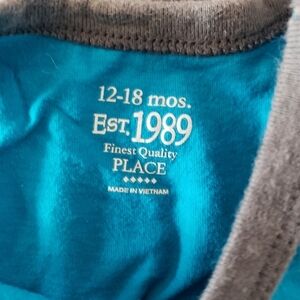 12-18 mos.
EST. 1989
Finest Quality
PLACE
MADE IN VIETNAM